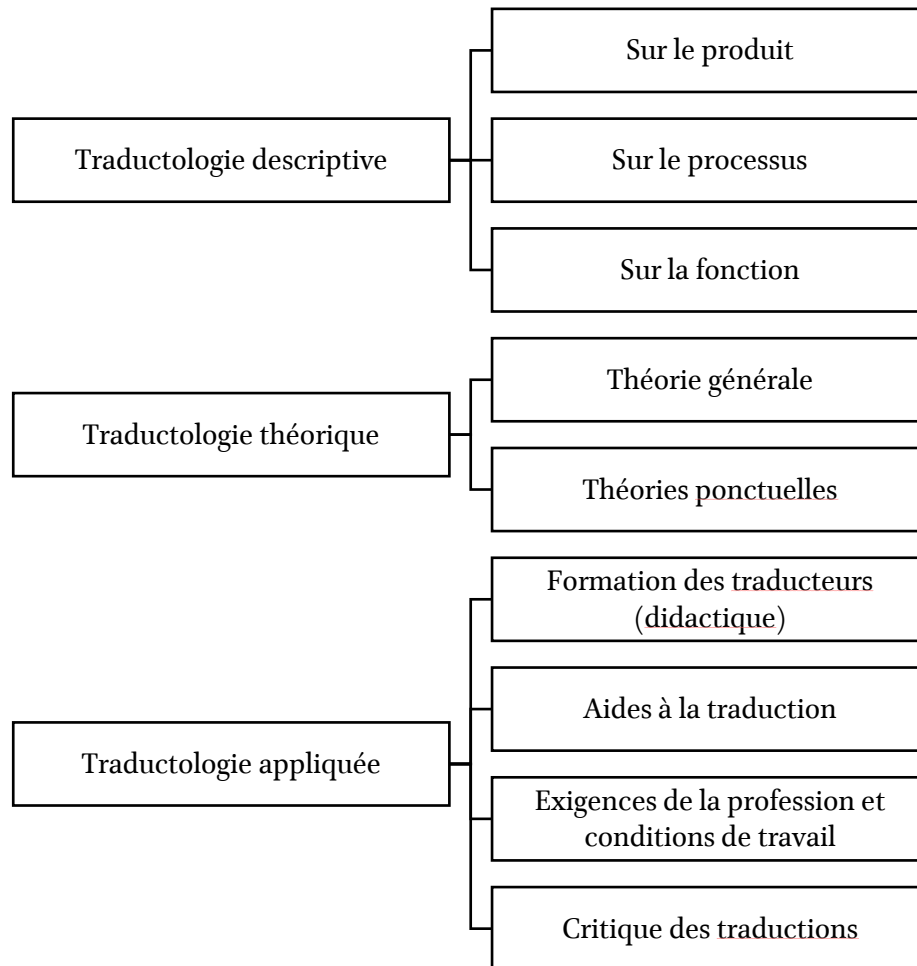 Traductologie descriptive
Sur le produit
Sur le processus
Sur la fonction
Traductologie théorique
Théorie générale
Théories ponctuelles
Traductologie appliquée
Formation des traducteurs
(didactique)
Aides à la traduction
Exigences de la profession et
conditions de travail
Critique des traductions